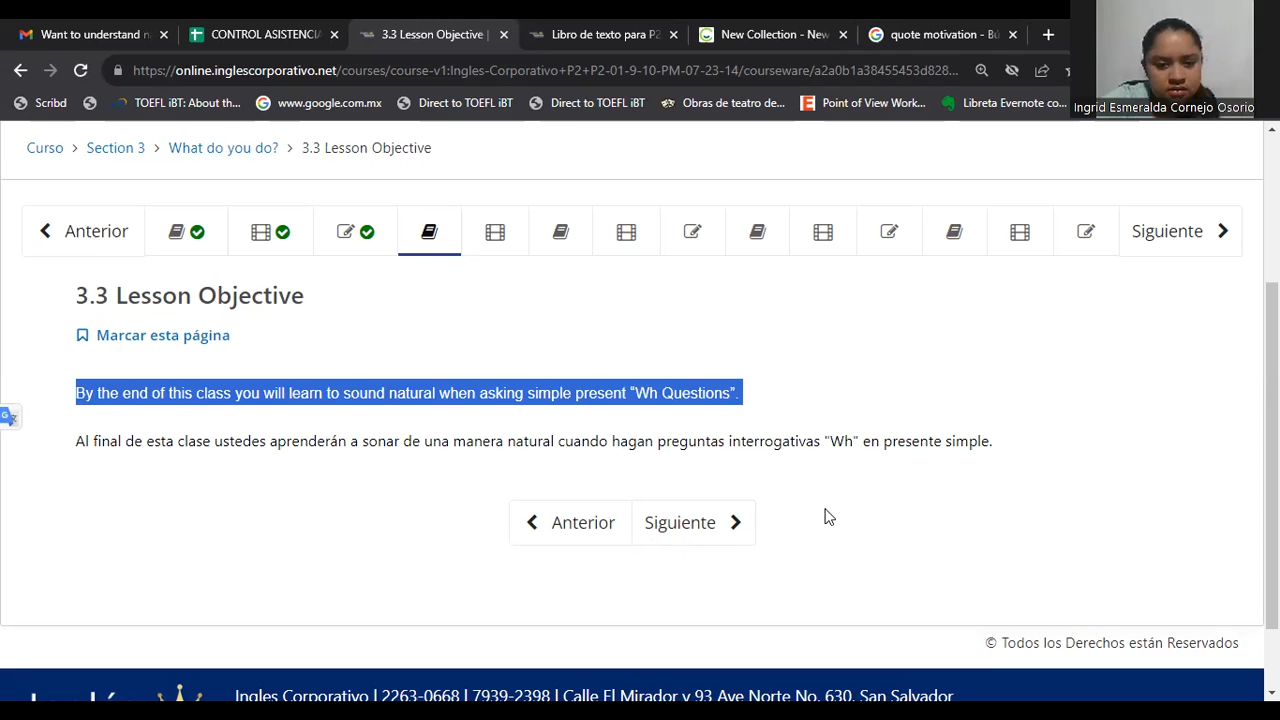 Want to understand n
CONTROL ASISTENCIA
3.3 Lesson Objective |
Libro de texto para P2
New Collection - New
quote motivation - Bú
https://online.inglescorporativo.net/courses/course-v1:Ingles-Corporativo+P2+P2-01-9-10-PM-07-23-14/courseware/a2a0b1a38455453d828...
Scribd
TOEFL iBT: About th...
www.google.com.mx
Direct to TOEFL iBT
Direct to TOEFL iBT
Obras de teatro de...
Point of View Work...
Libreta Evernote co...
Ingrid Esmeralda Cornejo Osorio
Curso > Section 3 > What do you do? > 3.3 Lesson Objective
Anterior
Siguiente
3.3 Lesson Objective
Marcar esta página
By the end of this class you will learn to sound natural when asking simple present “Wh Questions”.
Al final de esta clase ustedes aprenderán a sonar de una manera natural cuando hagan preguntas interrogativas "Wh" en presente simple.
Anterior
Siguiente
© Todos los Derechos están Reservados
Ingles Corporativo | 2263-0668 | 7939-2398 | Calle El Mirador y 93 Ave Norte No. 630, San Salvador